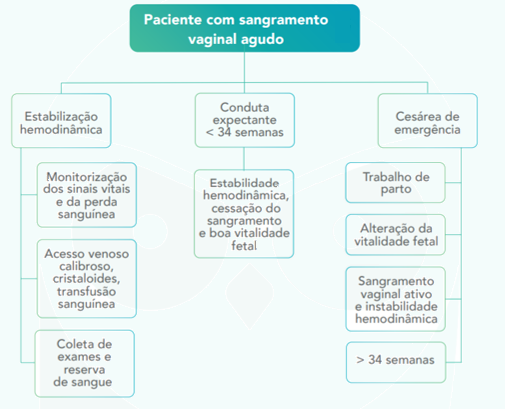 Paciente com sangramento
vaginal agudo
Estabilização
hemodinâmica
Monitorização
dos sinais vitais
e da perda
sanguínea
Acesso venoso
calibroso,
cristaloides,
transfusão
sanguínea
Coleta de
exames e
reserva
de sangue
Conduta
expectante
< 34 semanas
Estabilidade
hemodinâmica,
cessação do
sangramento
e boa vitalidade
fetal
Cesárea de
emergência
Trabalho de
parto
Alteração da
vitalidade fetal
Sangramento
vaginal ativo
e instabilidade
hemodinâmica
> 34 semanas